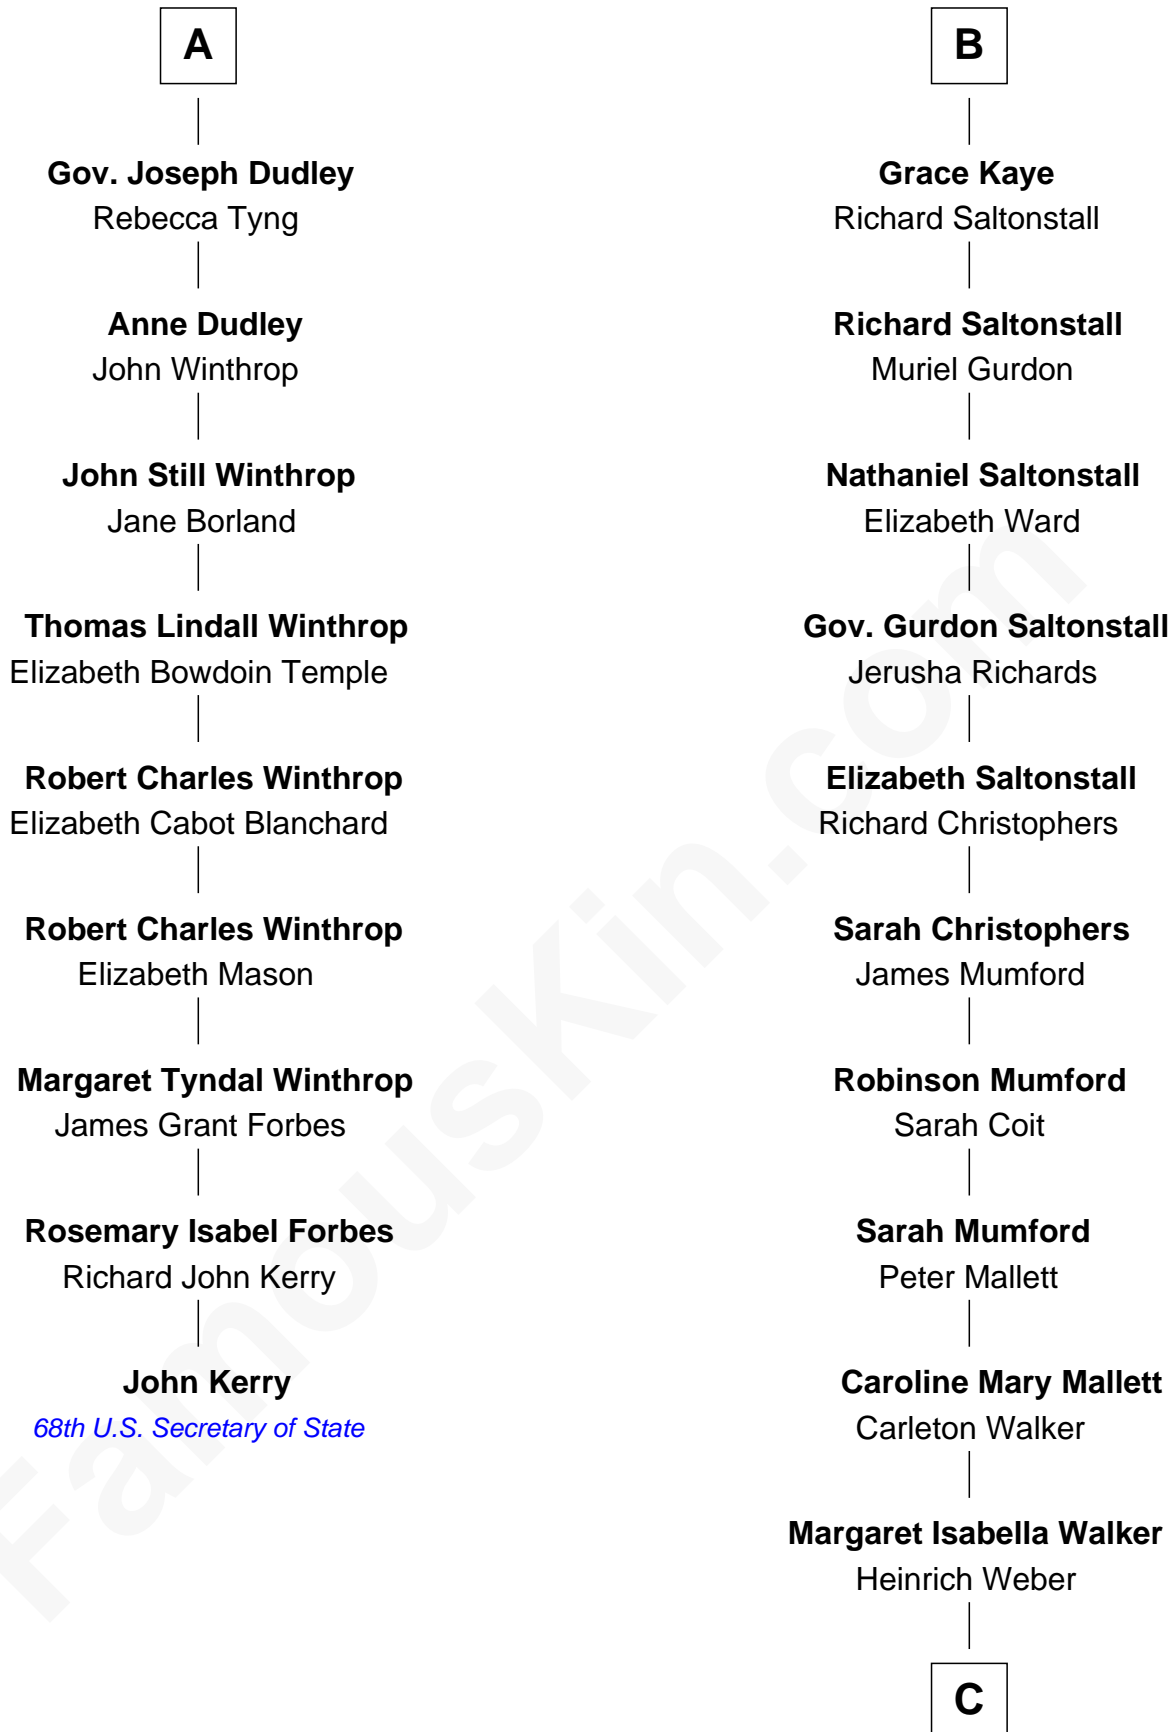 A
Gov. Joseph Dudley
Rebecca Tyng
Anne Dudley
John Winthrop
John Still Winthrop
Jane Borland
Thomas Lindall Winthrop
Elizabeth Bowdoin Temple
Robert Charles Winthrop
Elizabeth Cabot Blanchard
Robert Charles Winthrop
Elizabeth Mason
Margaret Tyndal Winthrop
James Grant Forbes
Rosemary Isabel Forbes
Richard John Kerry
John Kerry
68th U.S. Secretary of State
B
Grace Kaye
Richard Saltonstall
Richard Saltonstall
Muriel Gurdon
Nathaniel Saltonstall
Elizabeth Ward
Gov. Gurdon Saltonstall
Jerusha Richards
Elizabeth Saltonstall
Richard Christophers
Sarah Christophers
James Mumford
Robinson Mumford
Sarah Coit
Sarah Mumford
Peter Mallett
Caroline Mary Mallett
Carleton Walker
Margaret Isabella Walker
Heinrich Weber
C
FamousKin.com